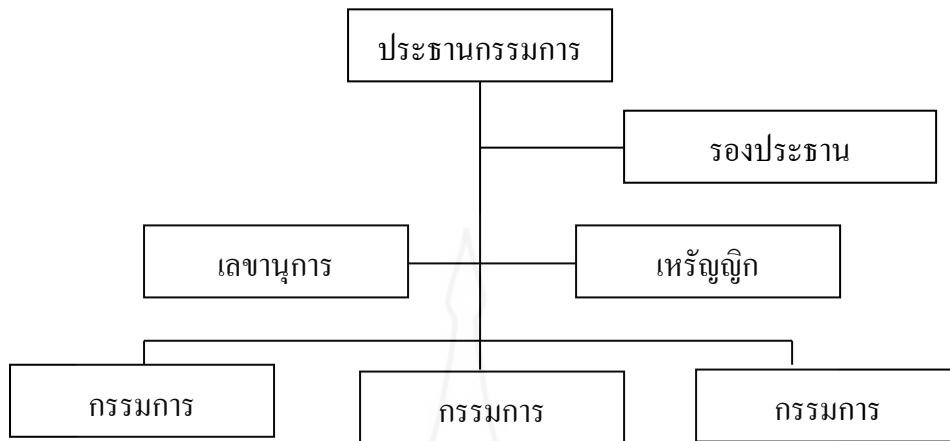 ประธานกรรมการ
รองประธาน
เลขานุการ
เหรัญญิก
กรรมการ
กรรมการ
กรรมการ